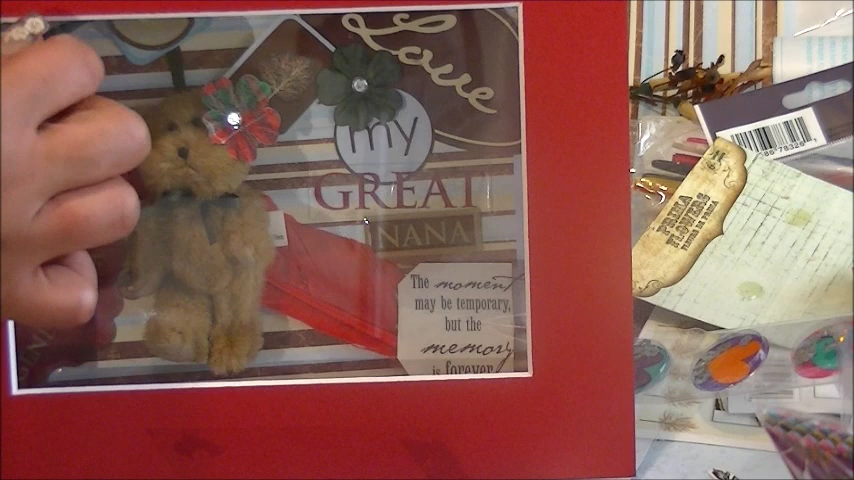 Love
my
GREAT
NANA
The moment
may be temporary,
but the
memory
is forever
PRIMA
FLOWERS